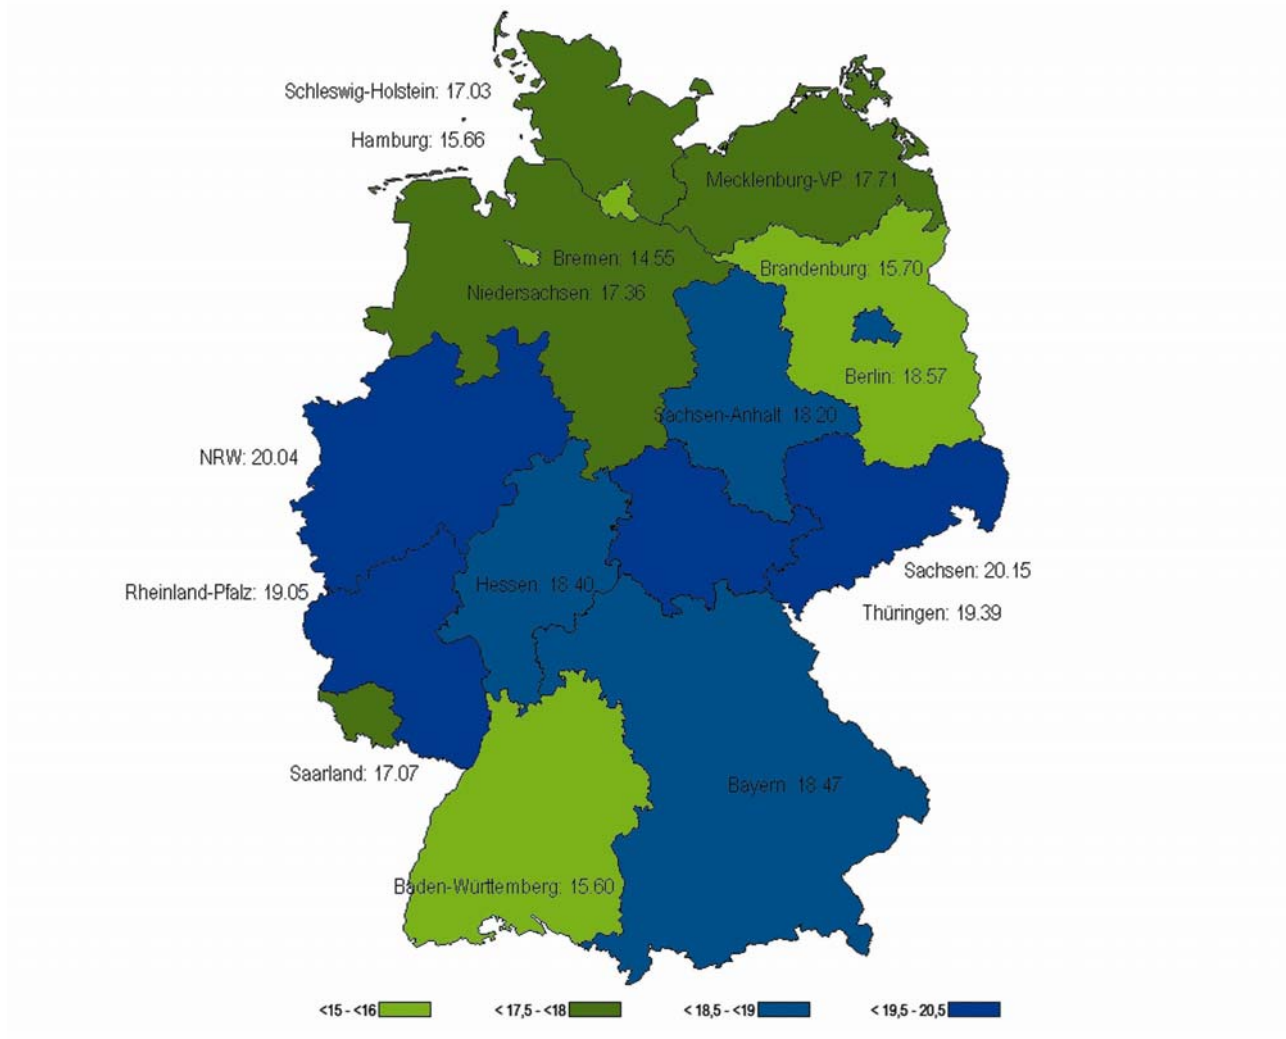 Schleswig-Holstein: 17.03
Hamburg: 15.66
Mecklenburg-VP: 17.71
Bremen: 14.55
Brandenburg: 15.70
Niedersachsen: 17.36
Berlin: 18.57
Sachsen-Anhalt: 18.20
NRW: 20.04
Sachsen: 20.15
Rheinland-Pfalz: 19.05
Hessen: 18.40
Thüringen: 19.39
Saarland: 17.07
Bayern: 18.47
Baden-Württemberg: 15.60
<15 - <16 < 17,5 - <18 < 18,5 - <19 < 19,5 - 20,5